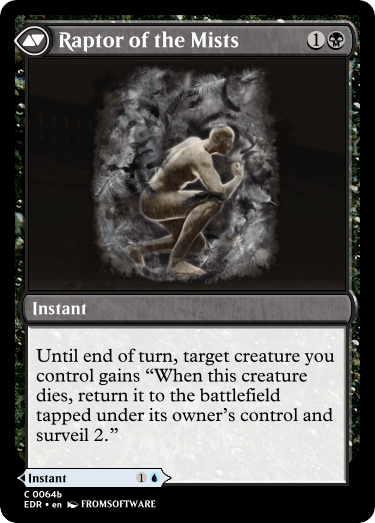 Raptor of the Mists 1
Instant
Until end of turn, target creature you
control gains “When this creature
dies, return it to the battlefield
tapped under its owner’s control and
surveil 2.”
Instant 1
C 0064b
EDR • en FROMSOFTWARE